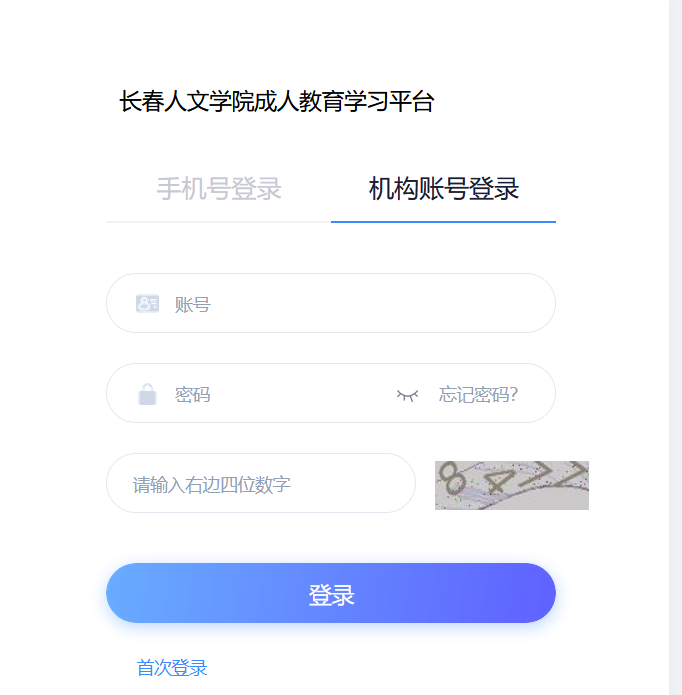 长春人文学院成人教育学习平台
手机号登录 机构账号登录
账号
密码 忘记密码?
请输入右边四位数字
登录
首次登录